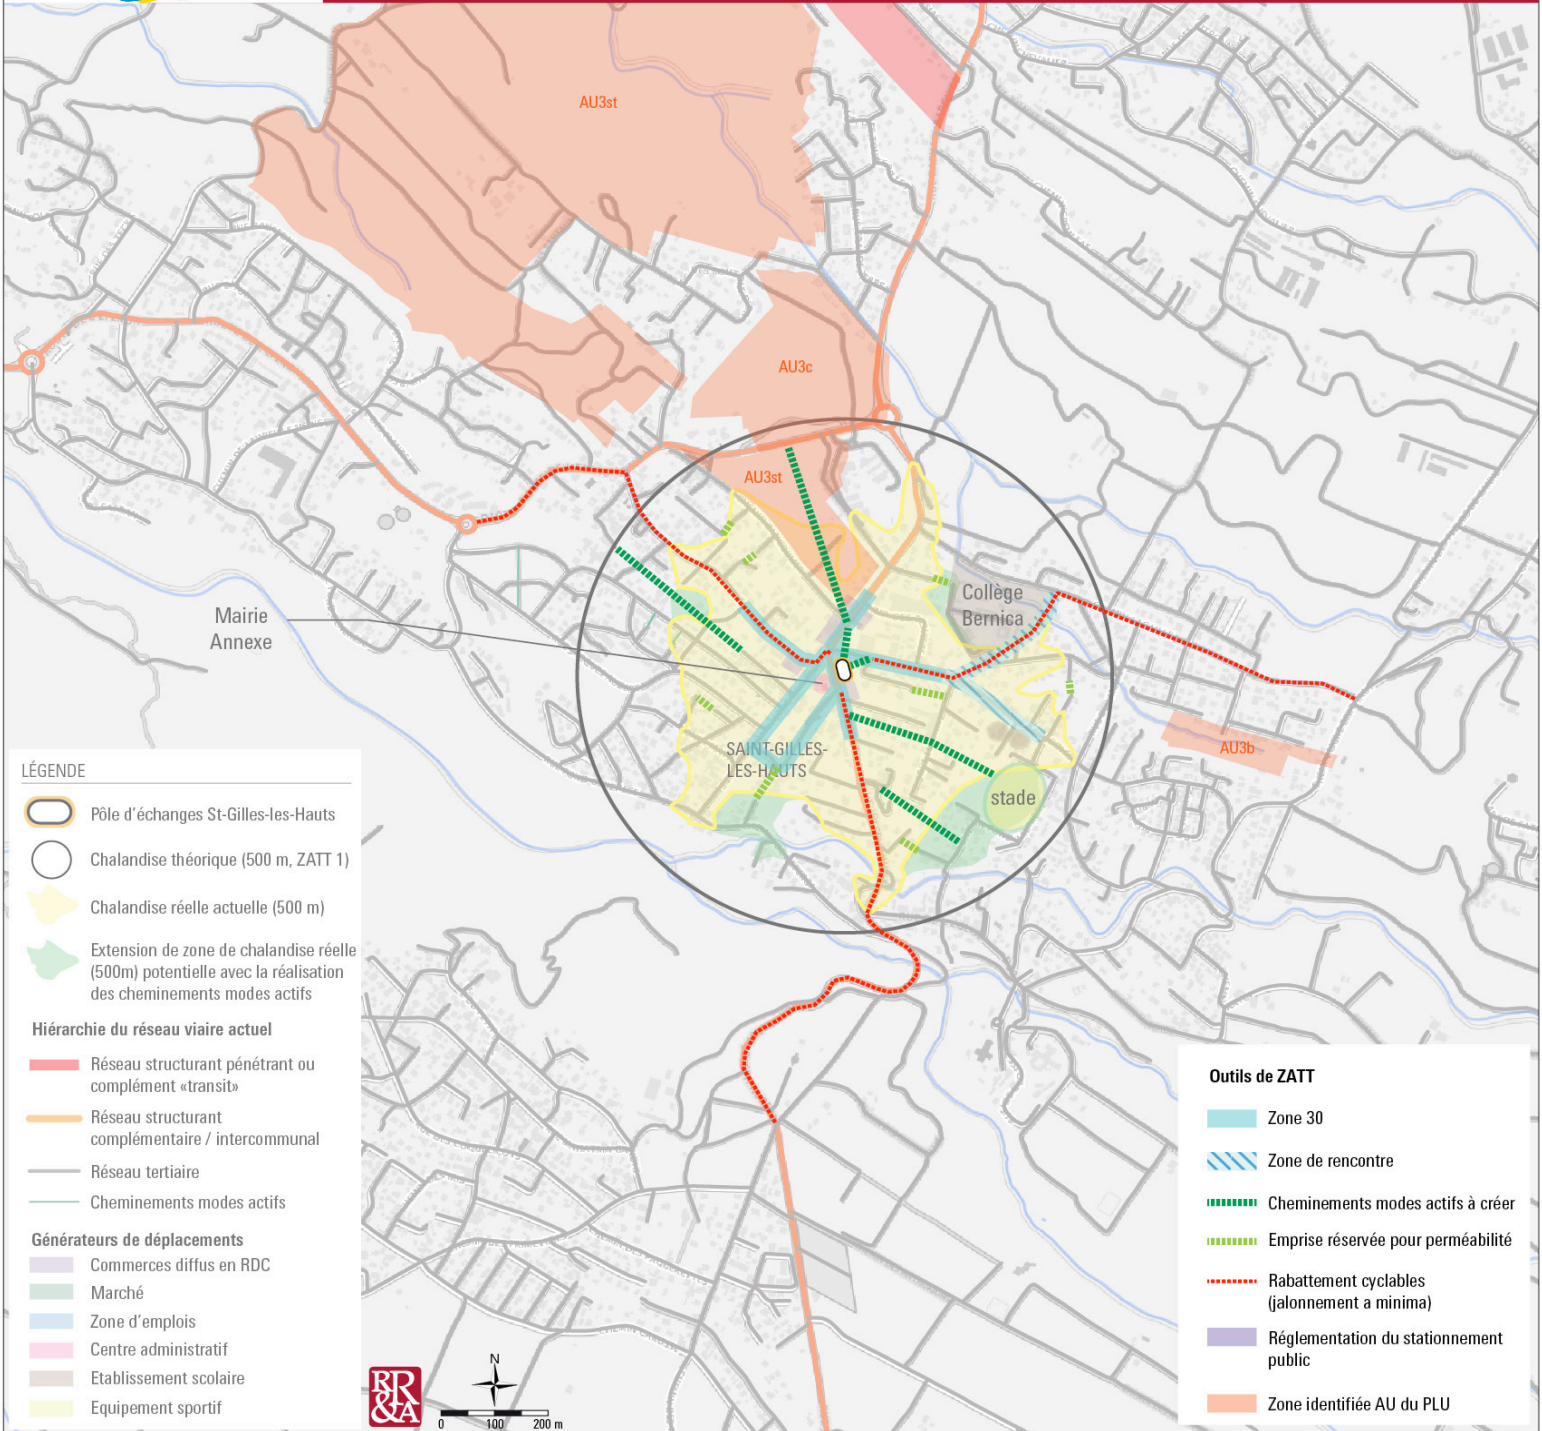 AU3st
AU3c
AU3st
Collège
Bernica
Mairie
Annexe
SAINT-GILLES-
LES-HAUTS
AU3b
stade
LÉGENDE
Pôle d'échanges St-Gilles-les-Hauts
Chalandise théorique (500 m, ZATT 1)
Chalandise réelle actuelle (500 m)
Extension de zone de chalandise réelle
(500m) potentielle avec la réalisation
des cheminements modes actifs
Hiérarchie du réseau viaire actuel
Réseau structurant pénétrant ou
complément «transit»
Réseau structurant
complémentaire / intercommunal
Réseau tertiaire
Cheminements modes actifs
Générateurs de déplacements
Commerces diffus en RDC
Marché
Zone d'emplois
Centre administratif
Etablissement scolaire
Equipement sportif
RR&A
N
0 100 200 m
Outils de ZATT
Zone 30
Zone de rencontre
Cheminements modes actifs à créer
Emprise réservée pour perméabilité
Rabattement cyclables
(jalonnement a minima)
Réglementation du stationnement
public
Zone identifiée AU du PLU